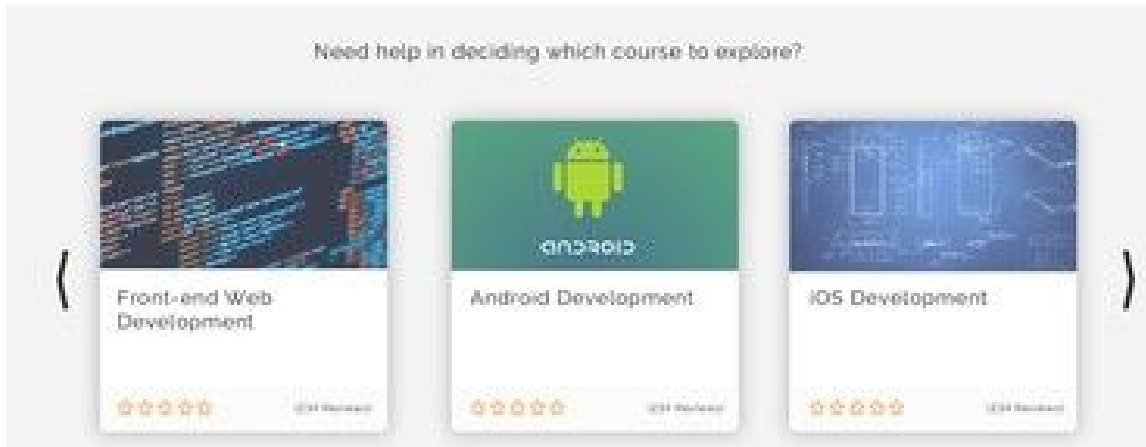 Need help in deciding which course to explore?
ANDROID
Front-end Web
Development
Android Development
iOS Development